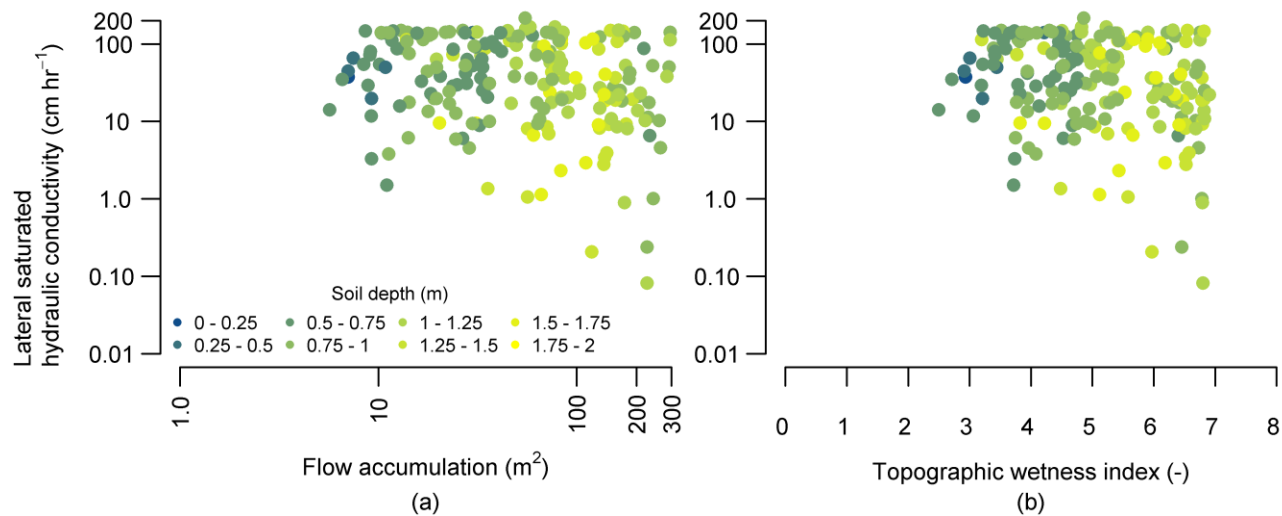 Lateral saturated
hydraulic conductivity (cm hr⁻¹)
200
100
10
1.0
0.10
0.01
Soil depth (m)
0 - 0.25
0.5 - 0.75
1 - 1.25
1.5 - 1.75
0.25 - 0.5
0.75 - 1
1.25 - 1.5
1.75 - 2
1.0
10
100
200
300
Flow accumulation (m²)
(a)
200
100
10
1.0
0.10
0.01
0 1 2 3 4 5 6 7 8
Topographic wetness index (-)
(b)